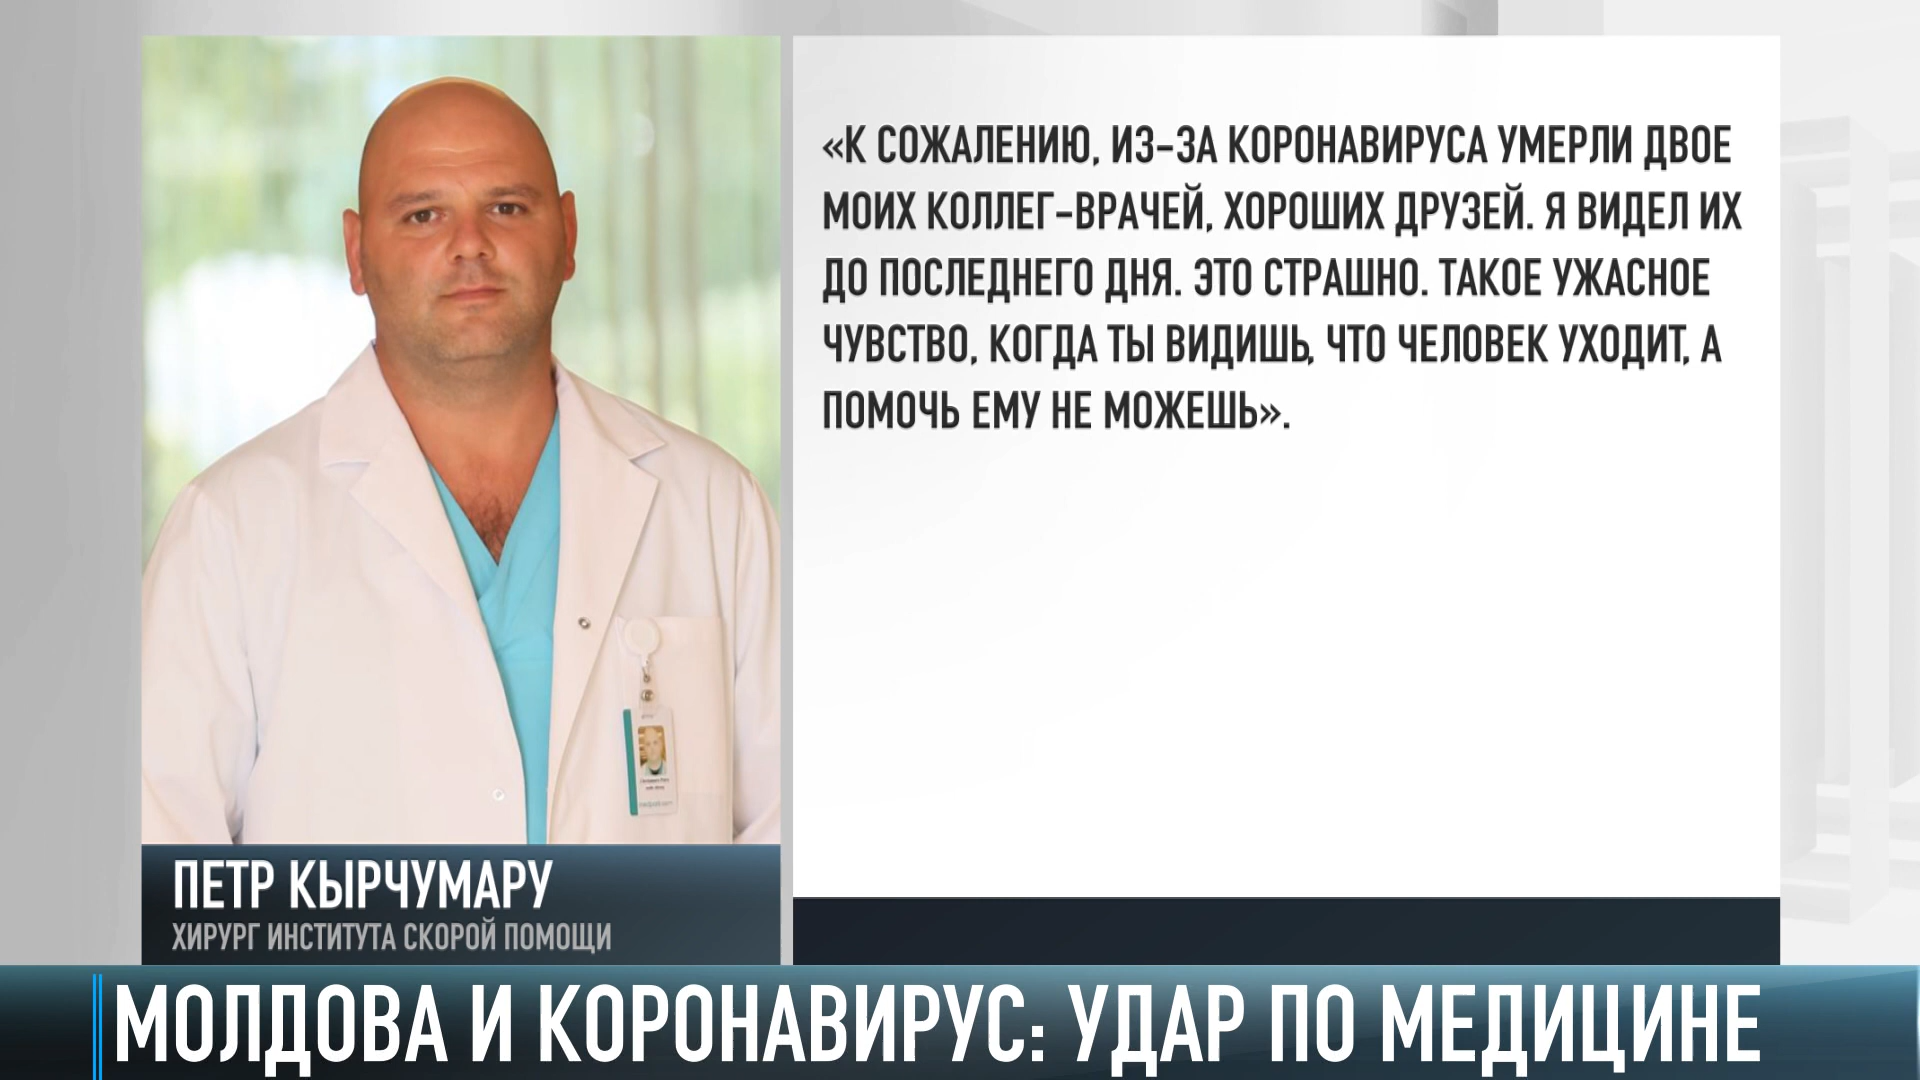 «К СОЖАЛЕНИЮ, ИЗ-ЗА КОРОНАВИРУСА УМЕРЛИ ДВОЕ
МОИХ КОЛЛЕГ-ВРАЧЕЙ, ХОРОШИХ ДРУЗЕЙ. Я ВИДЕЛ ИХ
ДО ПОСЛЕДНЕГО ДНЯ. ЭТО СТРАШНО. ТАКОЕ УЖАСНОЕ
ЧУВСТВО, КОГДА ТЫ ВИДИШЬ, ЧТО ЧЕЛОВЕК УХОДИТ, А
ПОМОЧЬ ЕМУ НЕ МОЖЕШЬ».
ПЕТР КЫРЧУМАРУ
ХИРУРГ ИНСТИТУТА СКОРОЙ ПОМОЩИ
МОЛДОВА И КОРОНАВИРУС: УДАР ПО МЕДИЦИНЕ